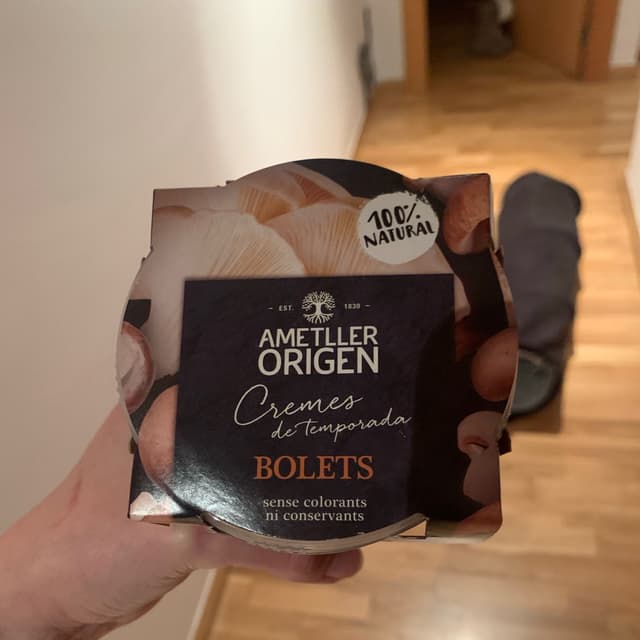 100%
NATURAL
EST. 1830
AMETLLER
ORIGEN
Cremes
de temporada
BOLETS
sense colorants
ni conservants